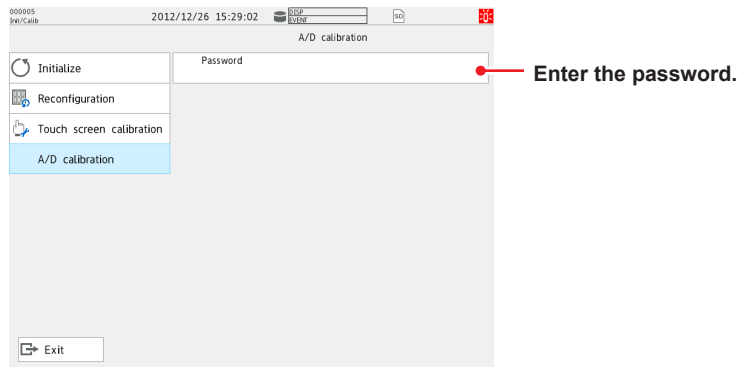 000005
Init/Calib
2012/12/26 15:29:02
DISP
EVENT
SD
A/D calibration
Initialize
Password
Enter the password.
Reconfiguration
Touch screen calibration
A/D calibration
Exit